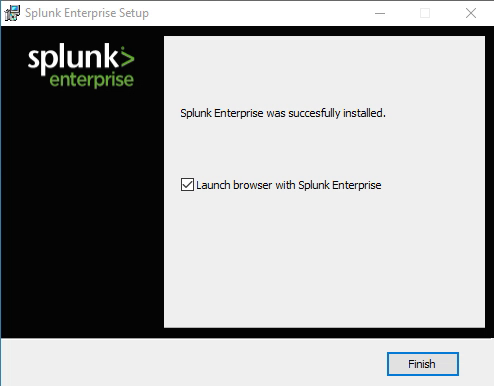 Splunk Enterprise Setup
splunk>
enterprise
Splunk Enterprise was succesfully installed.
Launch browser with Splunk Enterprise
Finish